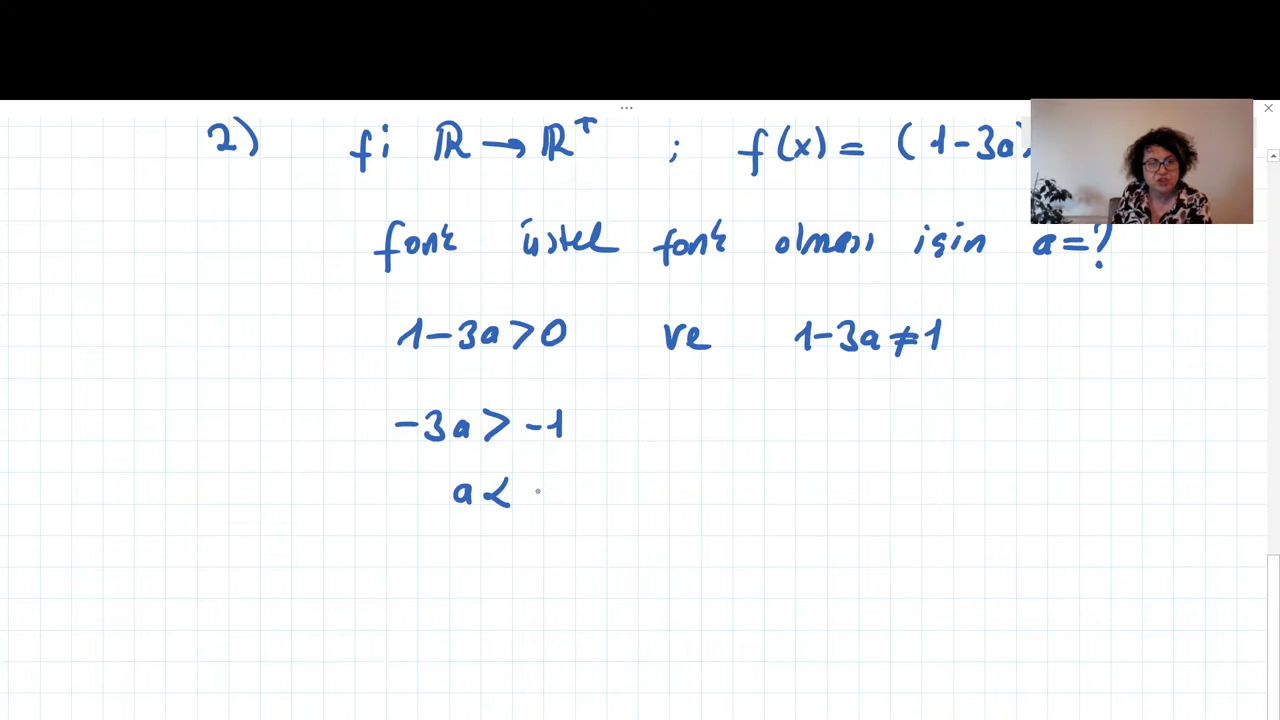 2) f: ℝ → ℝ⁺ ; f(x) = (1-3a)
fonk üstel fonk olması için a=?
1-3a>0 ve 1-3a≠1
-3a > -1
a <